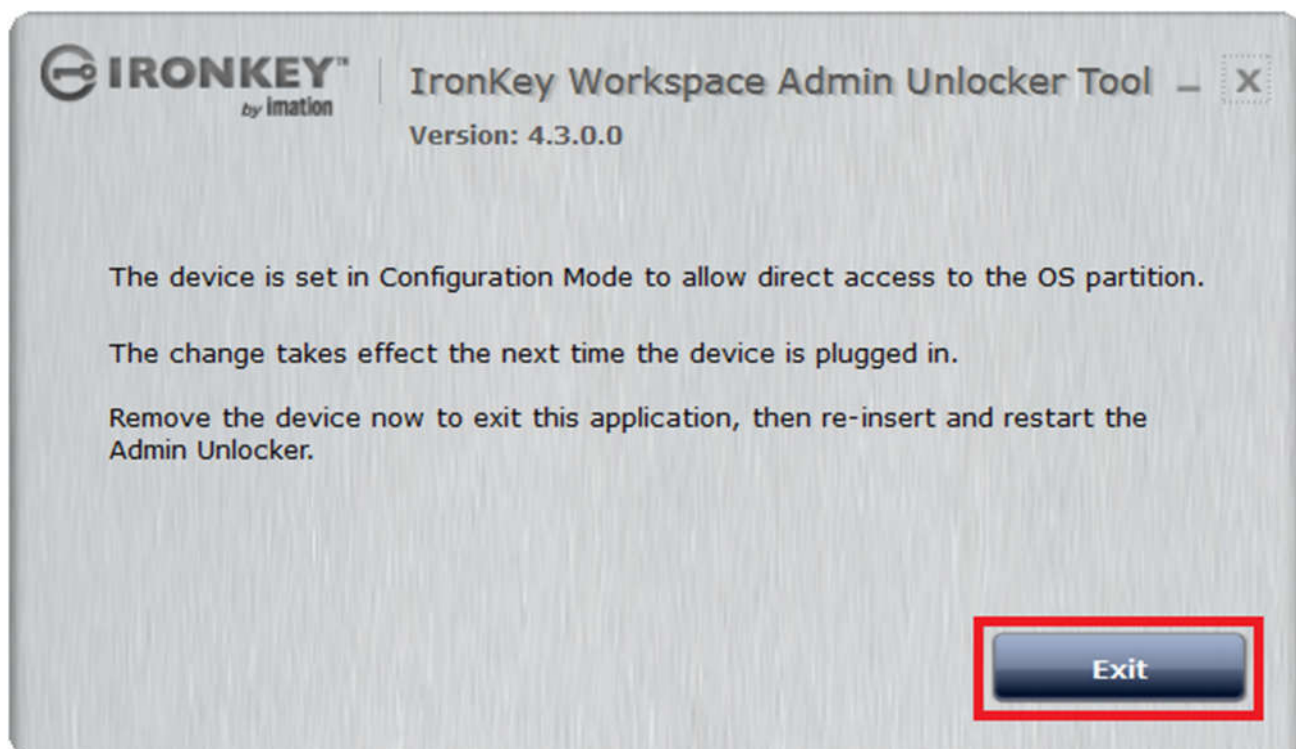 IRONKEY™
by imation
IronKey Workspace Admin Unlocker Tool
Version: 4.3.0.0
The device is set in Configuration Mode to allow direct access to the OS partition.
The change takes effect the next time the device is plugged in.
Remove the device now to exit this application, then re-insert and restart the
Admin Unlocker.
Exit